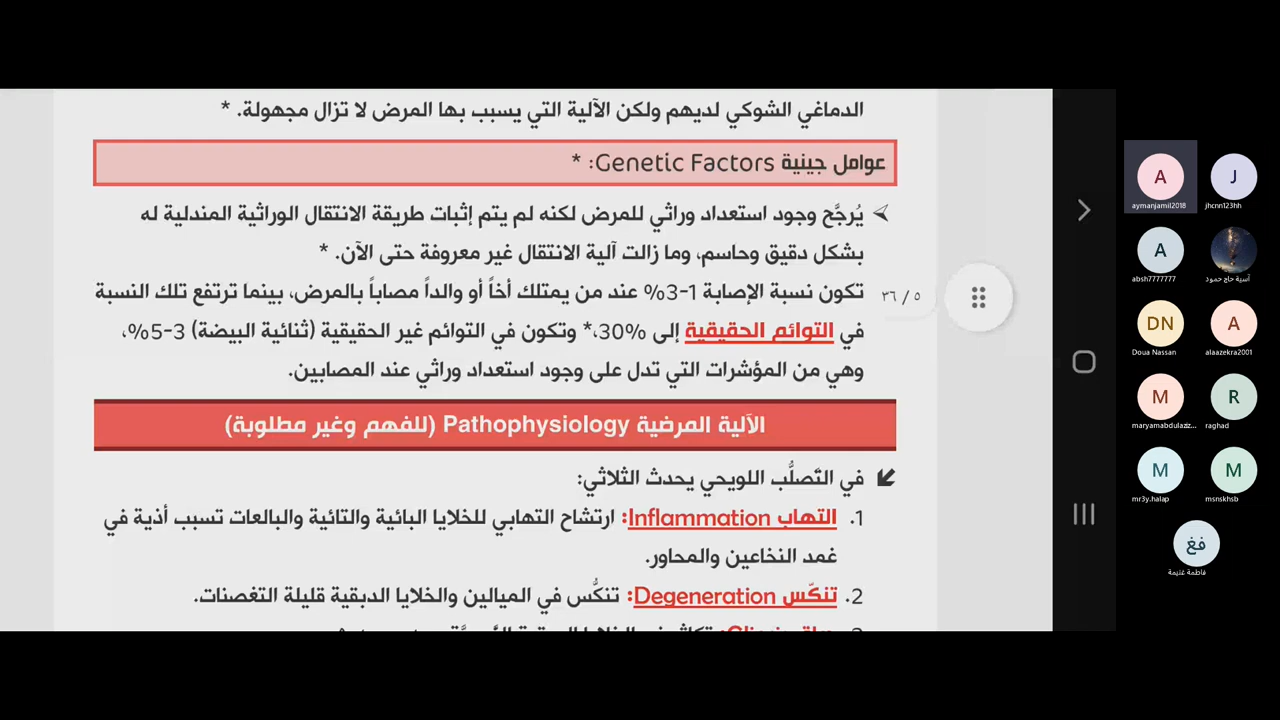 الدماغي الشوكي لديهم ولكن الآلية التي يسبب بها المرض لا تزال مجهولة. *
عوامل جينية Genetic Factors: *
يُرجَّح وجود استعداد وراثي للمرض لكنه لم يتم إثبات طريقة الانتقال الوراثية المندلية له
بشكل دقيق وحاسم، وما زالت آلية الانتقال غير معروفة حتى الآن. *
تكون نسبة الإصابة 1-3% عند من يمتلك أخاً أو والداً مصاباً بالمرض، بينما ترتفع تلك النسبة
في التوائم الحقيقية إلى 30%،* وتكون في التوائم غير الحقيقية (ثنائية البيضة) 3-5%،
وهي من المؤشرات التي تدل على وجود استعداد وراثي عند المصابين.
الآلية المرضية Pathophysiology (للفهم وغير مطلوبة)
في التّصلُّب اللويحي يحدث الثلاثي:
1. التهاب Inflammation: ارتشاح التهابي للخلايا البائية والتائية والبالعات تسبب أذية في
غمد النخاعين والمحاور.
2. تنكّس Degeneration: تنكُّس في الميالين والخلايا الدبقية قليلة التغصنات.
٥ / ٣٦
A
aymanjamil2018
J
jhcnn123hh
A
absh7777777
آسية حاج حمود
DN
Doua Nassan
A
alaazekra2001
M
maryamabdulaziz...
R
raghad
M
mr3y.halap
M
msnskhsb
فغ
فاطمة غنيمة